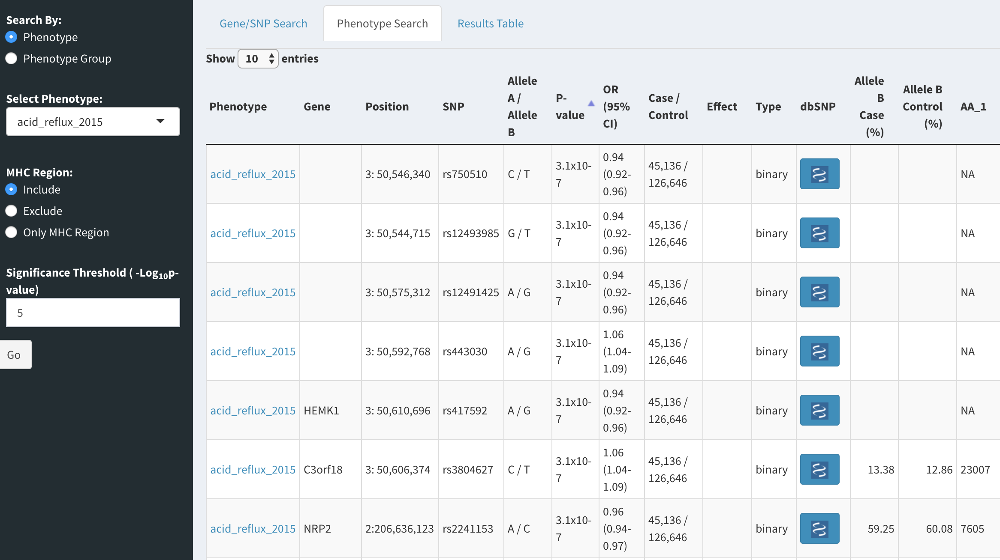 Search By:
Phenotype
Phenotype Group
Select Phenotype:
acid_reflux_2015
MHC Region:
Include
Exclude
Only MHC Region
Significance Threshold ( -Log10p-
value)
5
Go
Gene/SNP Search Phenotype Search Results Table
Show 10 entries
Phenotype Gene Position SNP Allele A / Allele B P-value OR (95% CI) Case / Control Effect Type dbSNP Allele B Case (%) Allele B Control (%) AA_1
acid_reflux_2015 3: 50,546,340 rs750510 C / T 3.1x10-7 0.94 (0.92-0.96) 45,136 / 126,646 binary NA
acid_reflux_2015 3: 50,544,715 rs12493985 G / T 3.1x10-7 0.94 (0.92-0.96) 45,136 / 126,646 binary NA
acid_reflux_2015 3: 50,575,312 rs12491425 A / G 3.1x10-7 0.94 (0.92-0.96) 45,136 / 126,646 binary NA
acid_reflux_2015 3: 50,592,768 rs443030 A / G 3.1x10-7 1.06 (1.04-1.09) 45,136 / 126,646 binary NA
acid_reflux_2015 HEMK1 3: 50,610,696 rs417592 A / G 3.1x10-7 0.94 (0.92-0.96) 45,136 / 126,646 binary NA
acid_reflux_2015 C3orf18 3: 50,606,374 rs3804627 C / T 3.1x10-7 1.06 (1.04-1.09) 45,136 / 126,646 binary 13.38 12.86 23007
acid_reflux_2015 NRP2 2:206,636,123 rs2241153 A / C 3.1x10-7 0.96 (0.94-0.97) 45,136 / 126,646 binary 59.25 60.08 7605